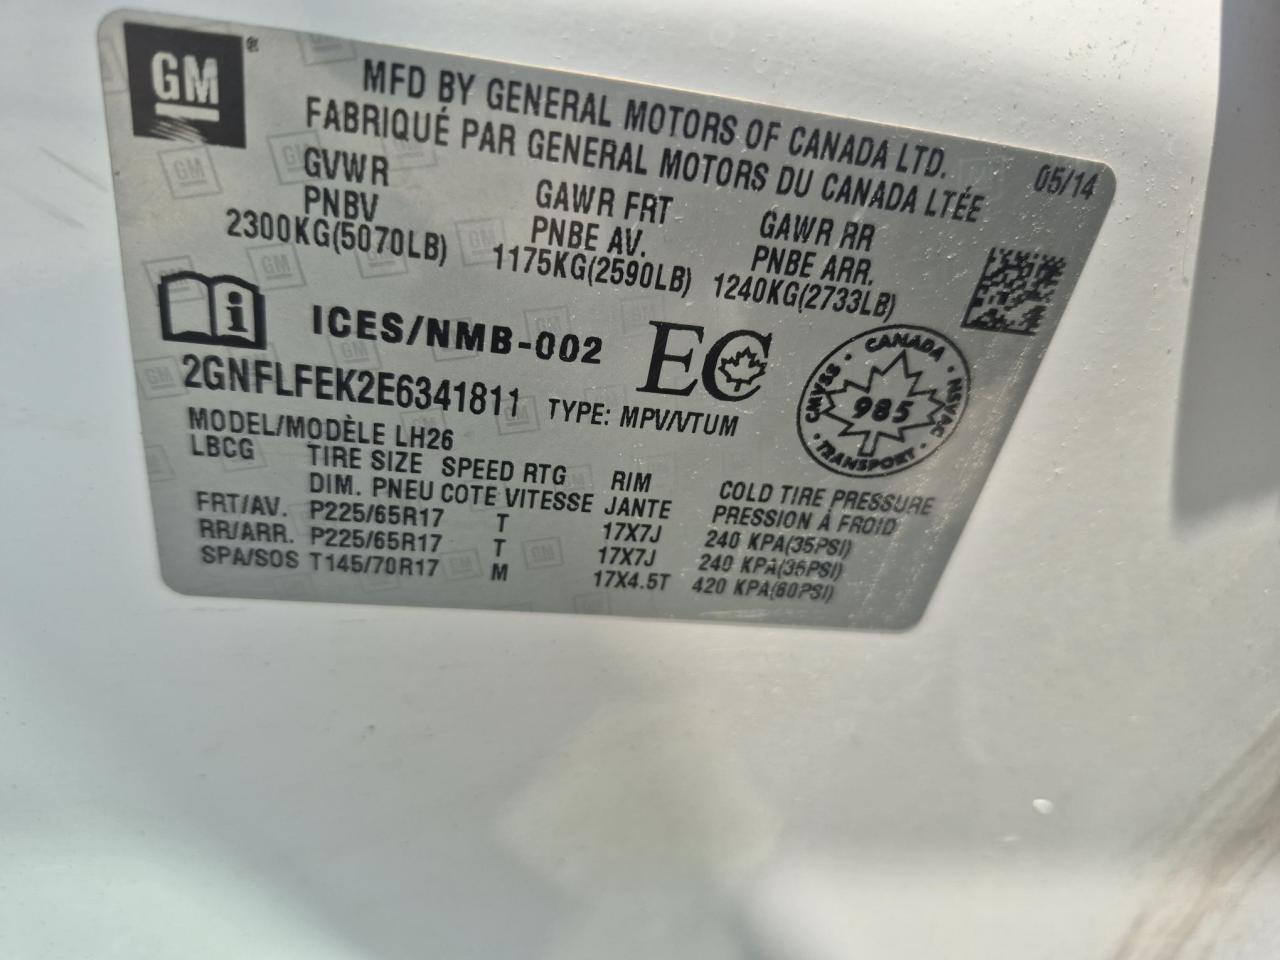 GM ®
MFD BY GENERAL MOTORS OF CANADA LTD.
FABRIQUÉ PAR GENERAL MOTORS DU CANADA LTÉE
05/14
GVWR
PNBV
2300KG(5070LB)
GAWR FRT
PNBE AV.
1175KG(2590LB)
GAWR RR
PNBE ARR.
1240KG(2733LB)
ICES/NMB-002
EC
CANADA
CMVSS
NSVAC
985
TRANSPORT
2GNFLFEK2E6341811
TYPE: MPV/VTUM
MODEL/MODÈLE LH26
LBCG
TIRE SIZE SPEED RTG RIM COLD TIRE PRESSURE
DIM. PNEU COTE VITESSE JANTE PRESSION À FROID
FRT/AV. P225/65R17 T 17X7J 240 KPA(35PSI)
RR/ARR. P225/65R17 T 17X7J 240 KPA(35PSI)
SPA/SOS T145/70R17 M 17X4.5T 420 KPA(60PSI)